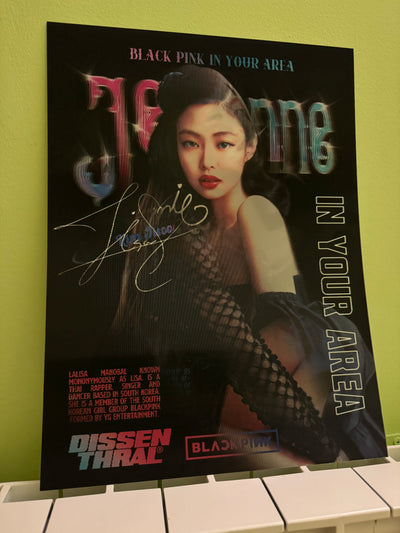 BLACK PINK IN YOUR AREA
IN YOUR AREA
LALISA MANOBAL KNOWN
MONONYMOUSLY AS LISA, IS A
THAI RAPPER, SINGER AND
DANCER BASED IN SOUTH KOREA.
SHE IS A MEMBER OF THE SOUTH
KOREAN GIRL GROUP BLACKPINK
FORMED BY YG ENTERTAINMENT.
DISSEN
THRAL®
BLACKPINK